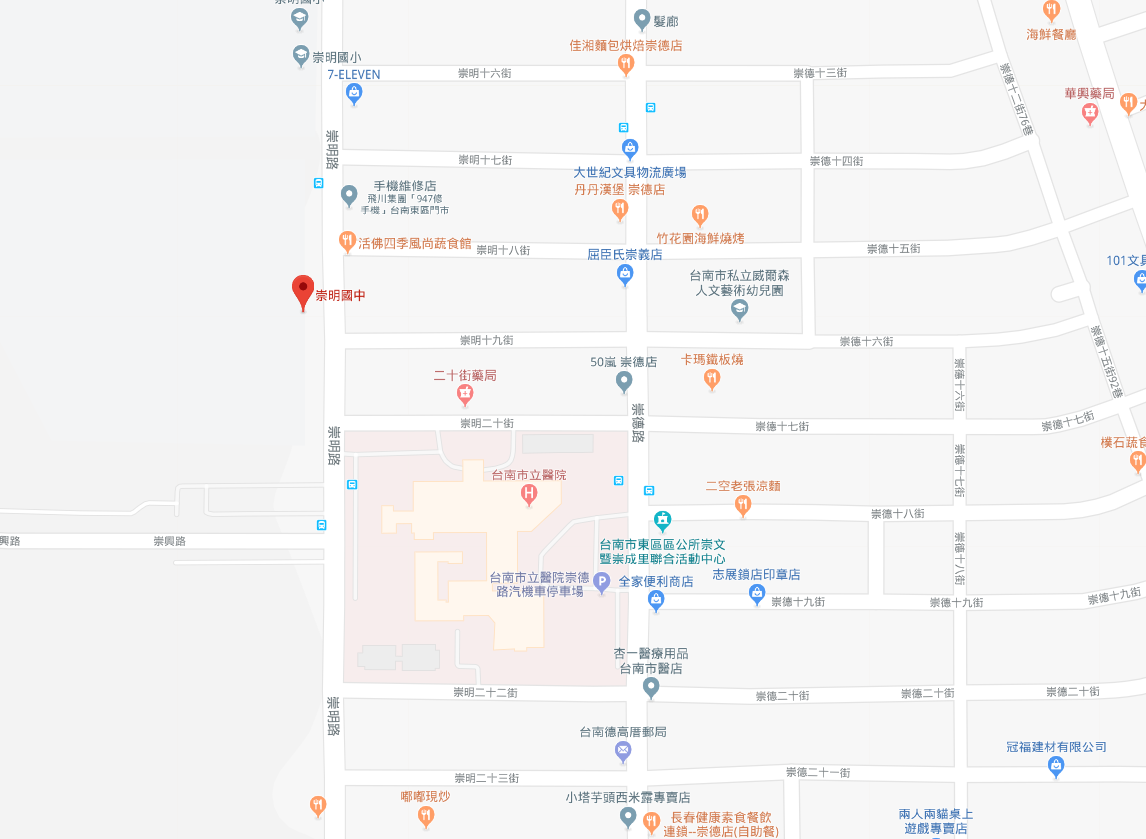 髮廊
海鮮餐廳
佳湘麵包烘焙崇德店
崇明國小
7-ELEVEN
崇明十六街
崇德十三街
崇德十二街76巷
華興藥局
崇明路
崇明十七街
崇德十四街
大世紀文具物流廣場
手機維修店
飛川集團「947修
手機」台南東區門市
丹丹漢堡 崇德店
活佛四季風尚蔬食館
崇明十八街
竹花園海鮮燒烤
崇德十五街
屈臣氏崇義店
101文具
台南市私立威爾森
人文藝術幼兒園
崇明國中
崇明十九街
崇德十六街
崇德十五街92巷
50嵐 崇德店
卡瑪鐵板燒
二十街藥局
崇德十六街
崇明路
崇明二十街
崇德路
崇德十七街
崇德十七街
樸石蔬食
台南市立醫院
崇德十七街
二空老張涼麵
崇德十八街
興路
崇興路
台南市東區區公所崇文
暨崇成里聯合活動中心
崇德十八街
台南市立醫院崇德
路汽機車停車場
P
全家便利商店
志展鎖店印章店
崇德十九街
崇德十九街
崇德十九街
杏一醫療用品
台南市醫店
崇明二十二街
崇德二十街
崇德二十街
崇德二十街
崇明路
台南德高厝郵局
冠福建材有限公司
崇明二十三街
崇德二十一街
嘟嘟現炒
小塔芋頭西米露專賣店
長春健康素食餐飲
連鎖--崇德店(自助餐)
兩人兩貓桌上
遊戲專賣店